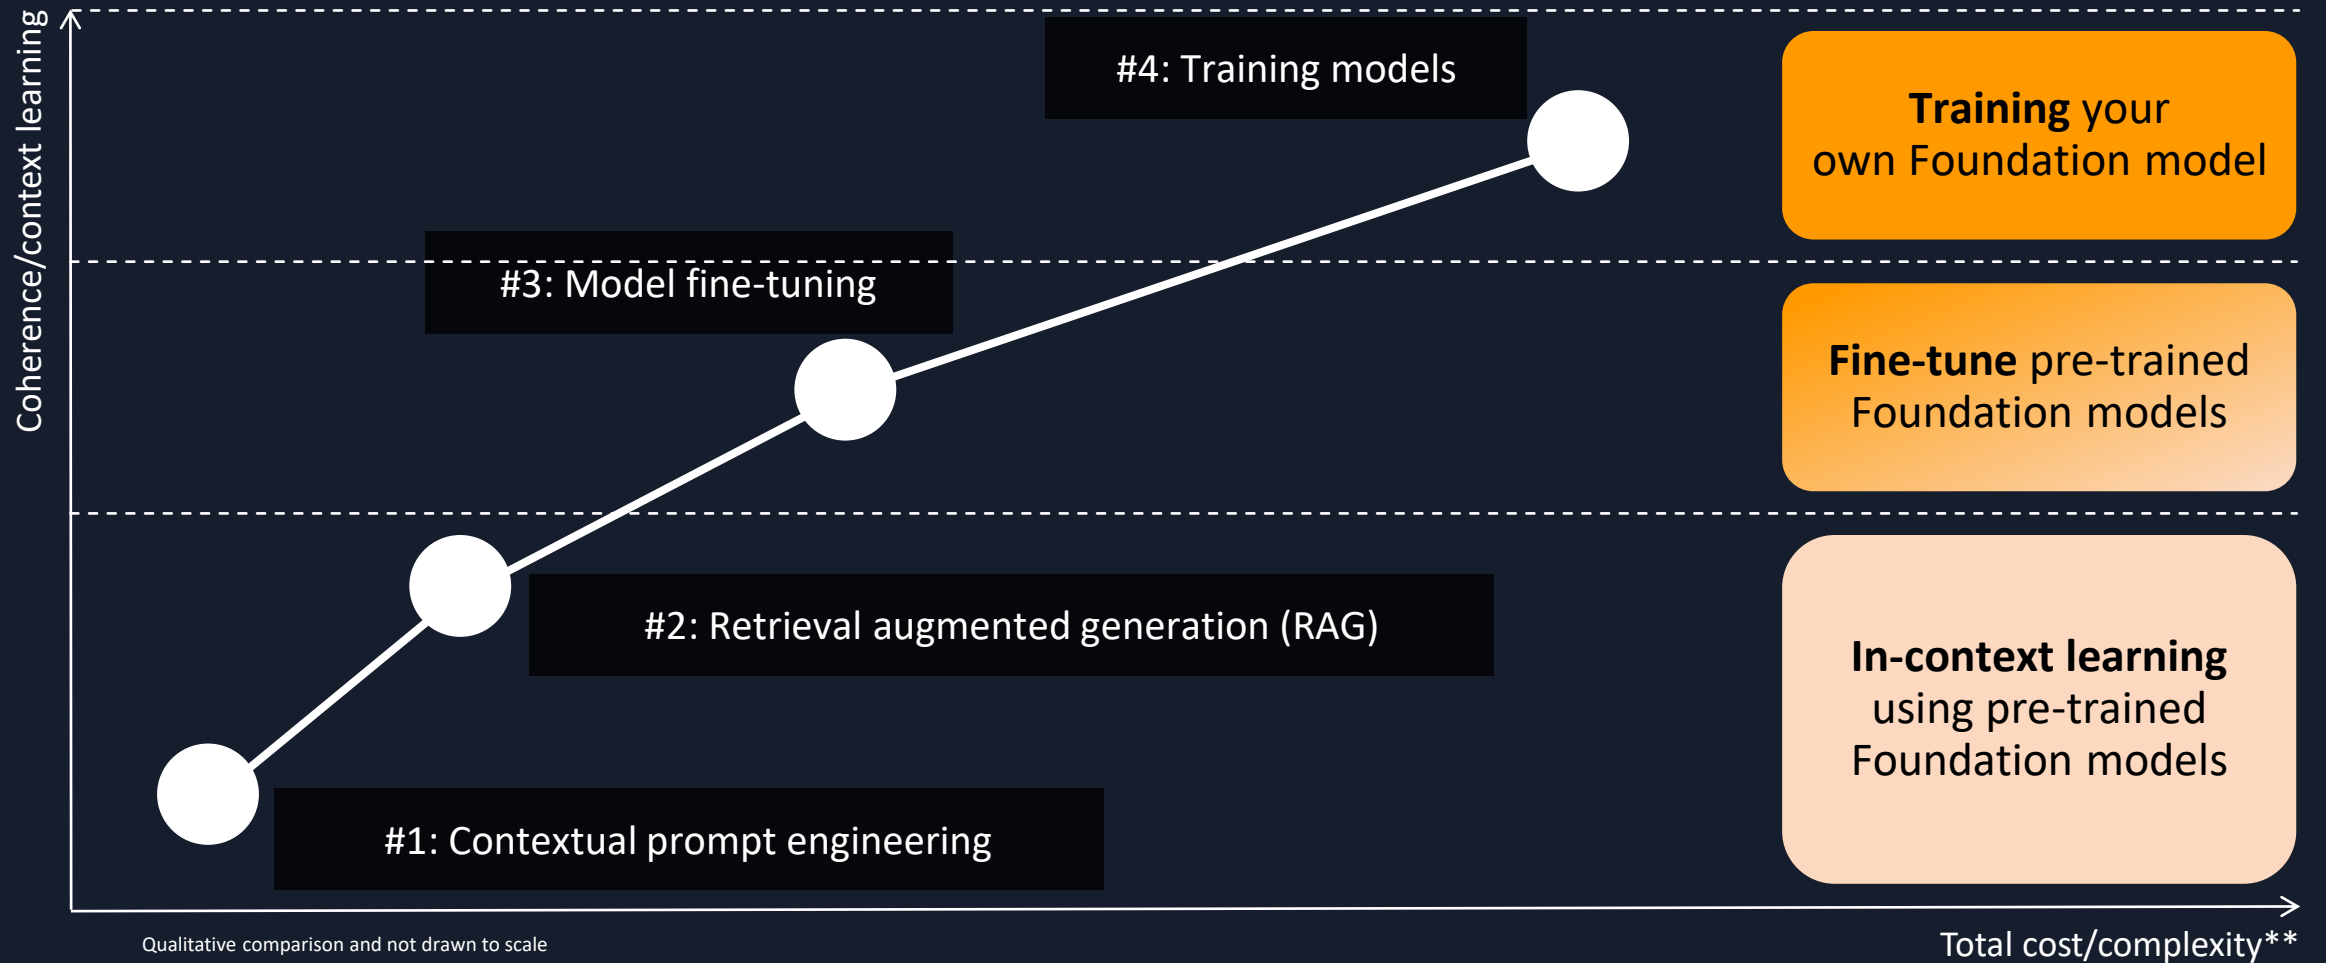 Coherence/context learning
#4: Training models
Training your
own Foundation model
#3: Model fine-tuning
Fine-tune pre-trained
Foundation models
#2: Retrieval augmented generation (RAG)
In-context learning
using pre-trained
Foundation models
#1: Contextual prompt engineering
Qualitative comparison and not drawn to scale
Total cost/complexity**